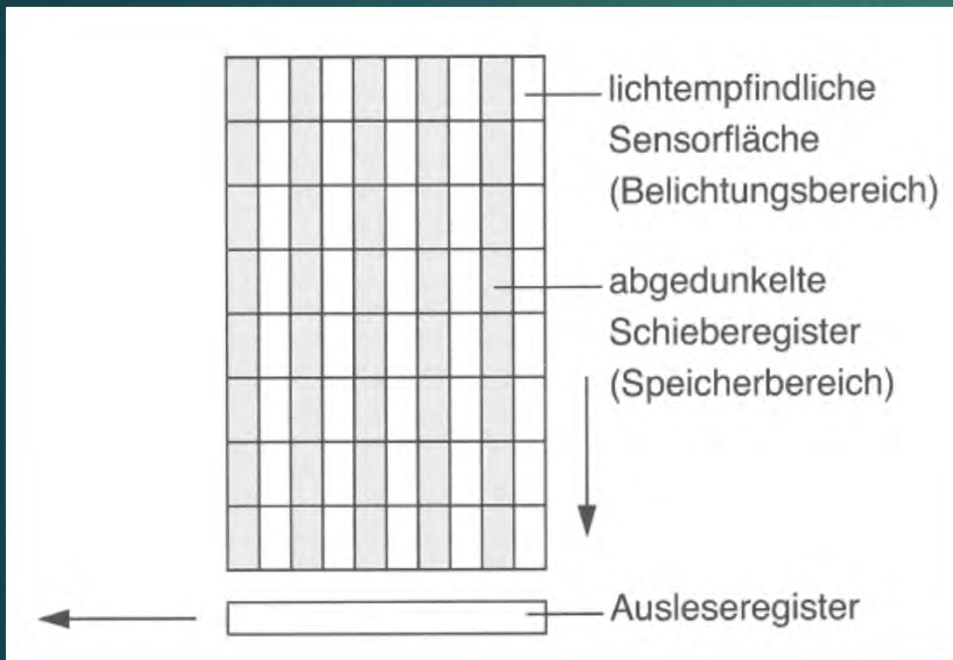 lichtempfindliche
Sensorfläche
(Belichtungsbereich)
abgedunkelte
Schieberegister
(Speicherbereich)
Ausleseregister